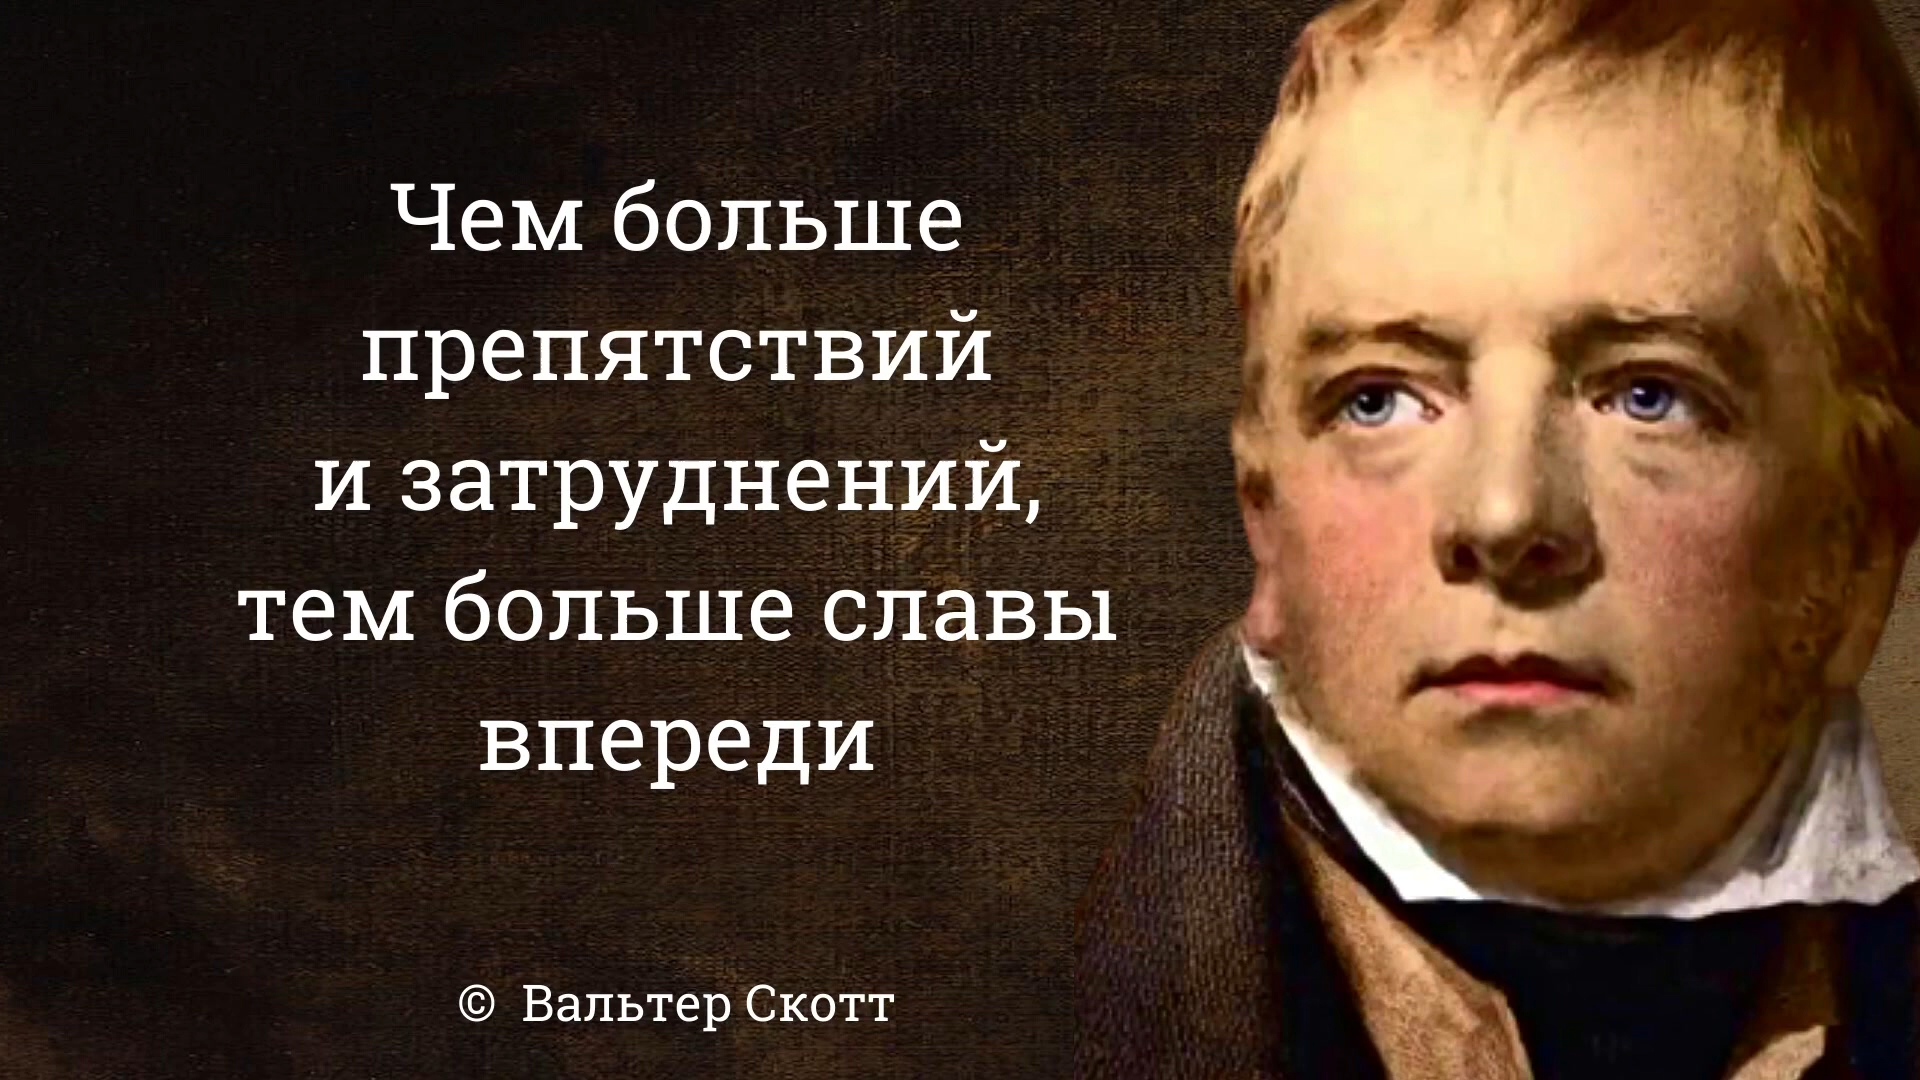 Чем больше
препятствий
и затруднений,
тем больше славы
впереди
© Вальтер Скотт